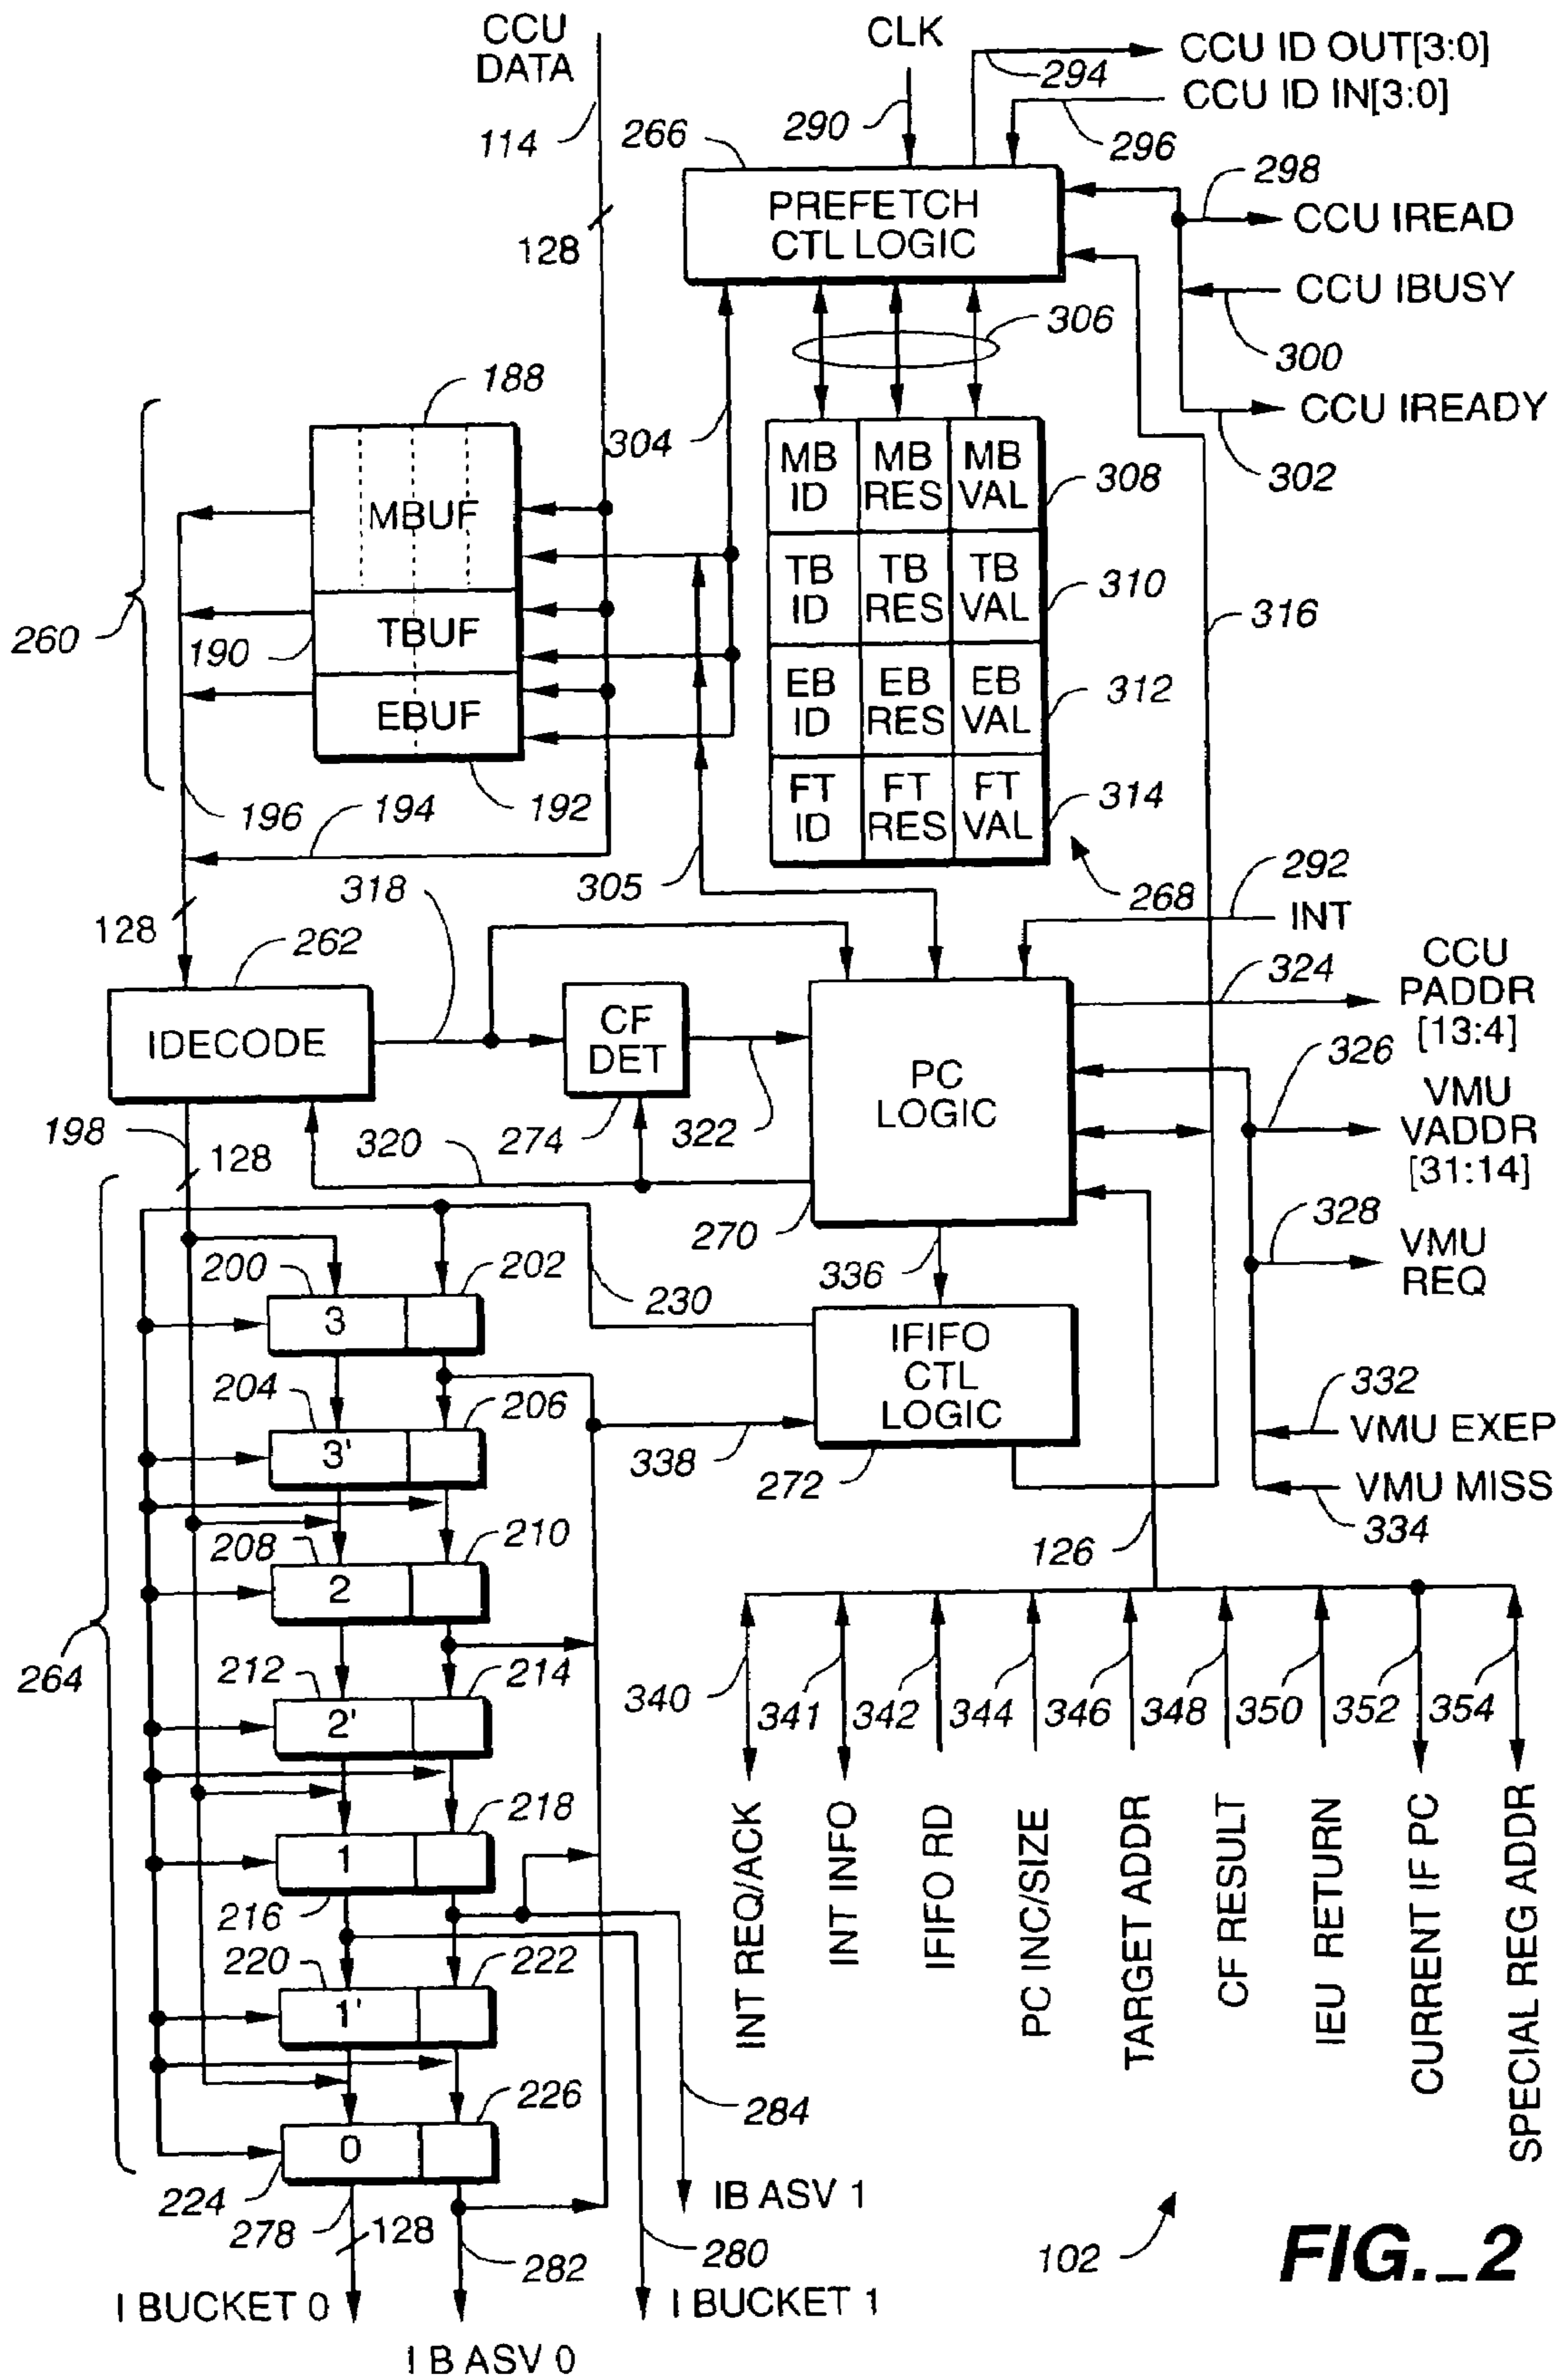 CCU
DATA
CLK
CCU ID OUT[3:0]
294
CCU ID IN[3:0]
290
296
114
266
298
PREFETCH
CTL LOGIC
CCU IREAD
128
CCU IBUSY
306
300
188
CCU IREADY
304
302
MB
ID
MB
RES
MB
VAL
308
MBUF
TB
ID
TB
RES
TB
VAL
310
316
260
190
TBUF
EB
ID
EB
RES
EB
VAL
312
EBUF
FT
ID
FT
RES
FT
VAL
314
196
194
192
318
305
268
292
INT
128
262
CCU
PADDR
[13:4]
324
IDECODE
CF
DET
PC
LOGIC
326
VMU
VADDR
[31:14]
198
128
320
274
322
270
328
VMU
REQ
200
202
230
336
3
IFIFO
CTL
LOGIC
204
206
332
VMU EXEP
3'
338
272
VMU MISS
334
208
210
126
2
264
212
214
340
341
342
344
346
348
350
352
354
2'
218
1
216
INT REQ/ACK
INT INFO
IFIFO RD
PC INC/SIZE
TARGET ADDR
CF RESULT
IEU RETURN
CURRENT IF PC
SPECIAL REG ADDR
220
222
1'
226
284
0
224
IB ASV 1
278
128
282
280
102
FIG._2
I BUCKET 0
I BUCKET 1
I B ASV 0